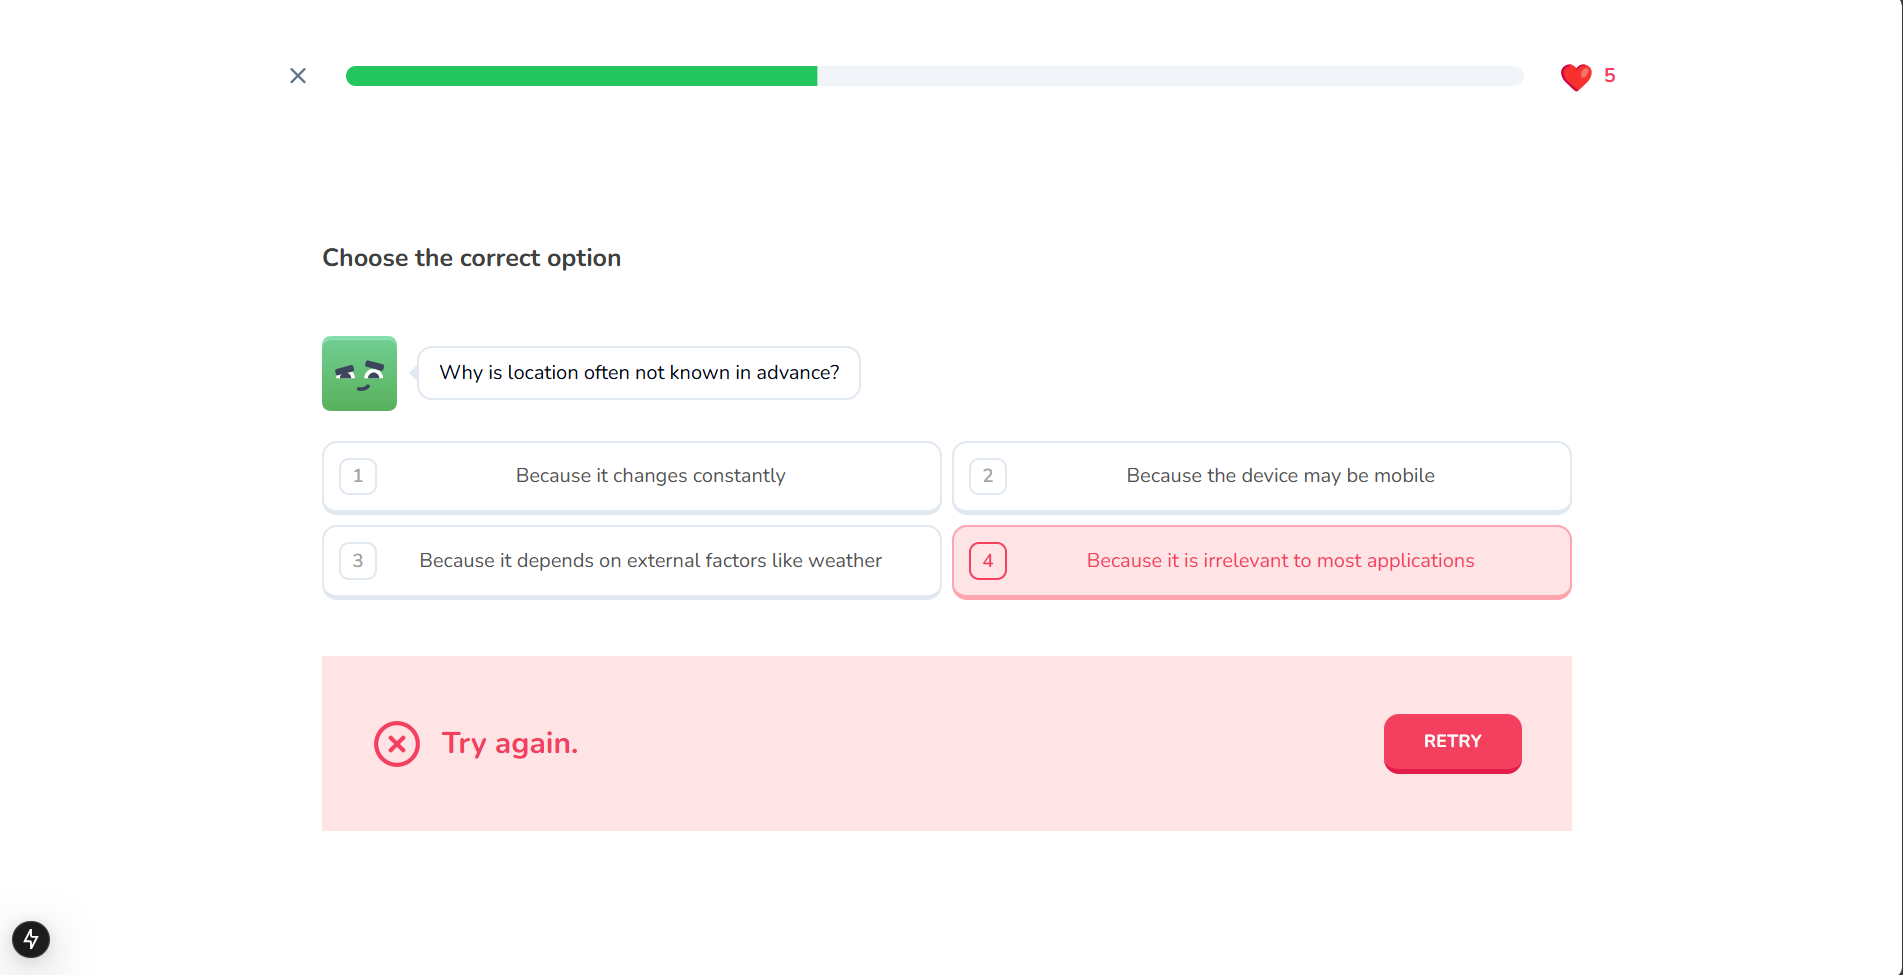 5
Choose the correct option
Why is location often not known in advance?
1 Because it changes constantly
2 Because the device may be mobile
3 Because it depends on external factors like weather
4 Because it is irrelevant to most applications
Try again.
RETRY